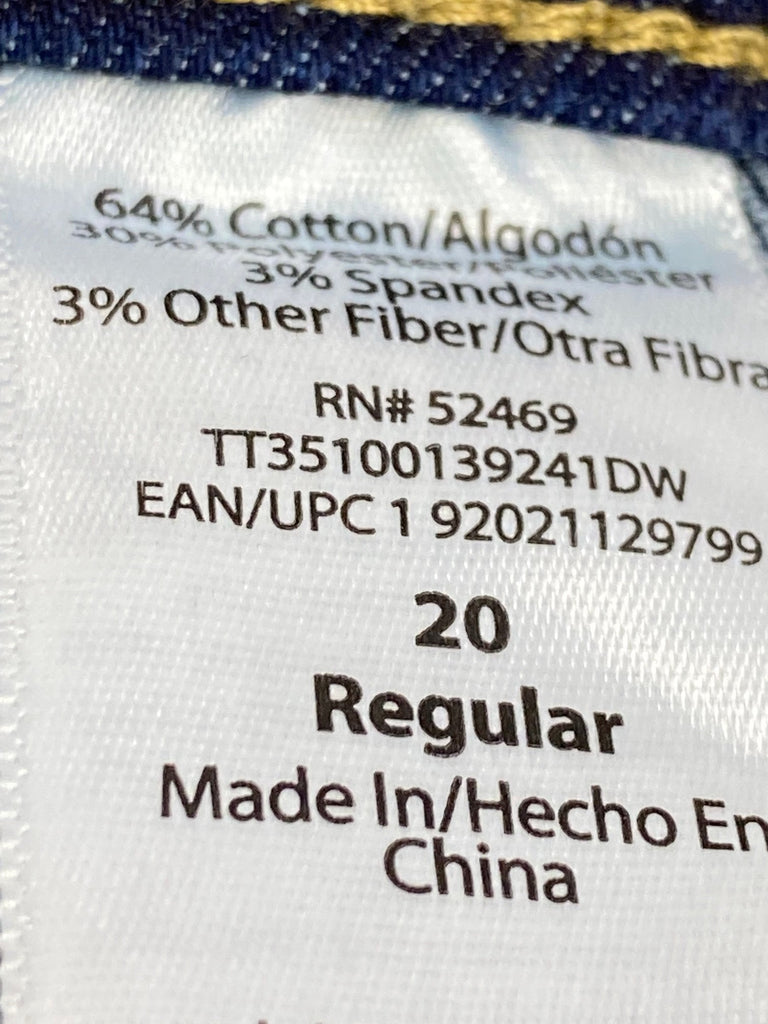 64% Cotton/Algodón
30% Polyester/Poliéster
3% Spandex
3% Other Fiber/Otra Fibra
RN# 52469
TT35100139241DW
EAN/UPC 1 92021129799
20
Regular
Made In/Hecho En
China